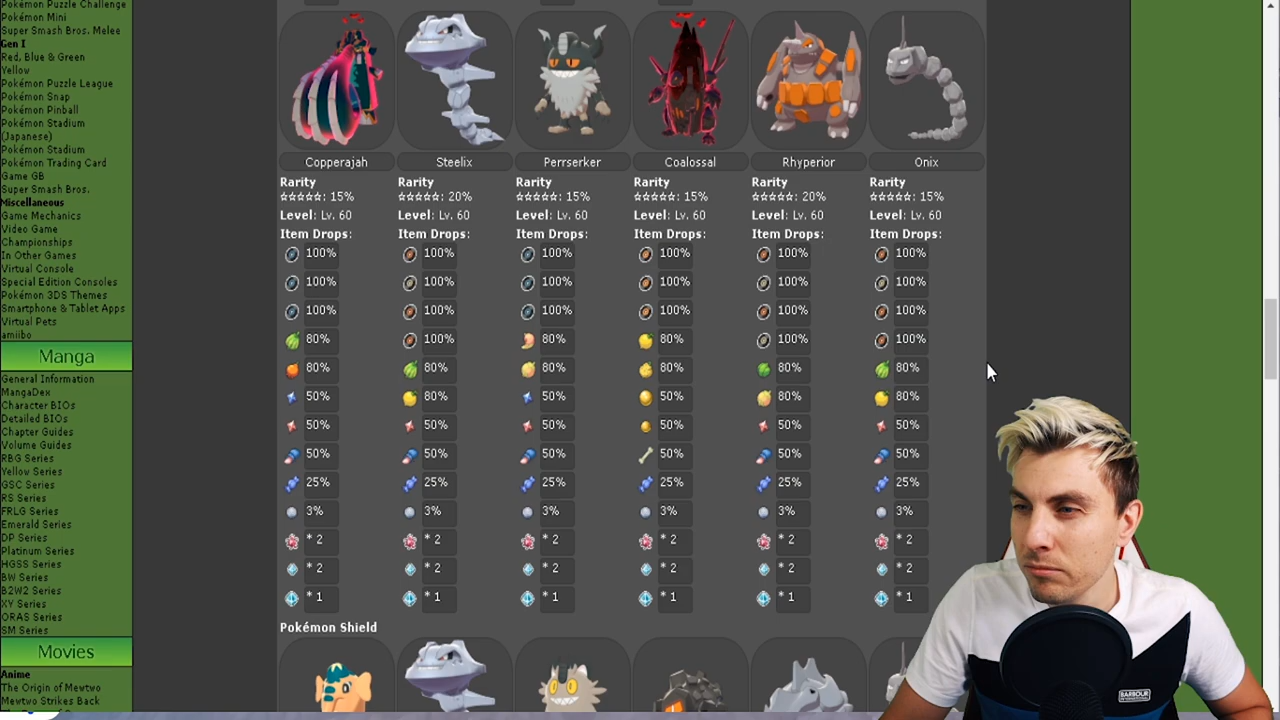 Pokémon Puzzle Challenge
Pokémon Mini
Super Smash Bros. Melee
Gen I
Red, Blue & Green
Yellow
Pokémon Puzzle League
Pokémon Snap
Pokémon Pinball
Pokémon Stadium
(Japanese)
Pokémon Stadium
Pokémon Trading Card
Game GB
Super Smash Bros.
Miscellaneous
Game Mechanics
Video Game
Championships
In Other Games
Virtual Console
Special Edition Consoles
Pokémon 3DS Themes
Smartphone & Tablet Apps
Virtual Pets
amiibo
Manga
General Information
MangaDex
Character BIOs
Detailed BIOs
Chapter Guides
Volume Guides
RBG Series
Yellow Series
GSC Series
RS Series
FRLG Series
Emerald Series
DP Series
Platinum Series
HGSS Series
BW Series
B2W2 Series
XY Series
ORAS Series
SM Series
Movies
Anime
The Origin of Mewtwo
Mewtwo Strikes Back
Copperajah Steelix Perrserker Coalossal Rhyperior Onix
Rarity Rarity Rarity Rarity Rarity Rarity
☆☆☆☆☆: 15% ☆☆☆☆☆: 20% ☆☆☆☆☆: 15% ☆☆☆☆☆: 15% ☆☆☆☆☆: 20% ☆☆☆☆☆: 15%
Level: Lv. 60 Level: Lv. 60 Level: Lv. 60 Level: Lv. 60 Level: Lv. 60 Level: Lv. 60
Item Drops: Item Drops: Item Drops: Item Drops: Item Drops: Item Drops:
100% 100% 100% 100% 100% 100%
100% 100% 100% 100% 100% 100%
100% 100% 100% 100% 100% 100%
80% 100% 80% 80% 100% 100%
80% 80% 80% 80% 80% 80%
50% 80% 50% 50% 80% 80%
50% 50% 50% 50% 50% 50%
50% 50% 50% 50% 50% 50%
25% 25% 25% 25% 25% 25%
3% 3% 3% 3% 3% 3%
* 2 * 2 * 2 * 2 * 2 * 2
* 2 * 2 * 2 * 2 * 2 * 2
* 1 * 1 * 1 * 1 * 1 * 1
Pokémon Shield
BARBOUR
INTERNATIONAL